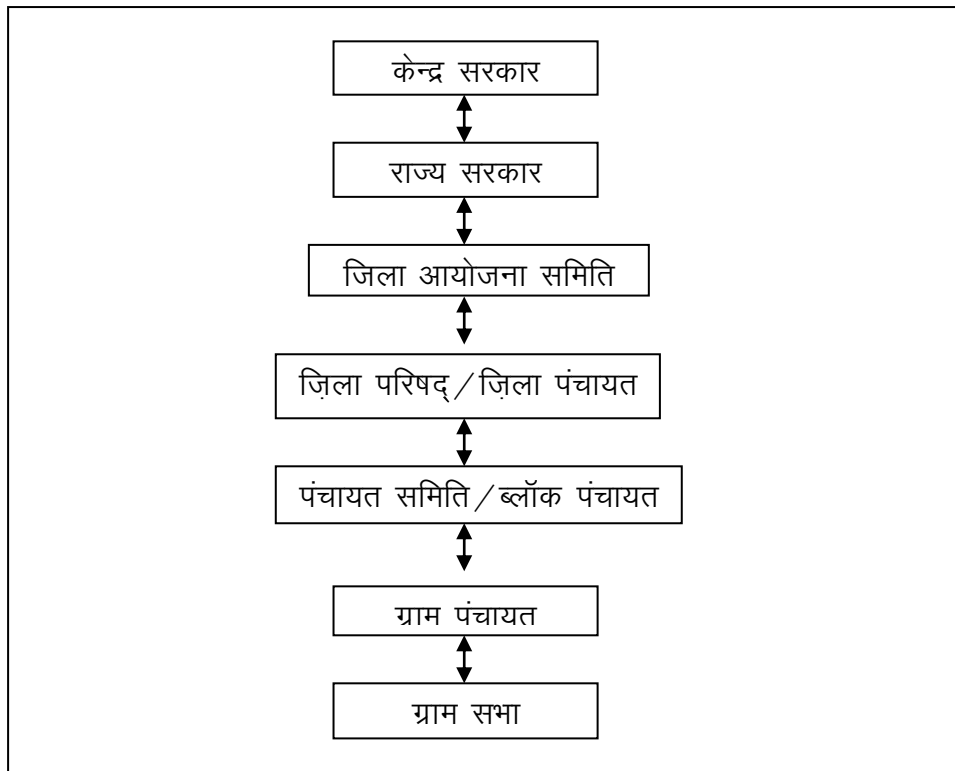 केन्द्र सरकार
राज्य सरकार
जिला आयोजना समिति
ज़िला परिषद्/ज़िला पंचायत
पंचायत समिति/ब्लॉक पंचायत
ग्राम पंचायत
ग्राम सभा